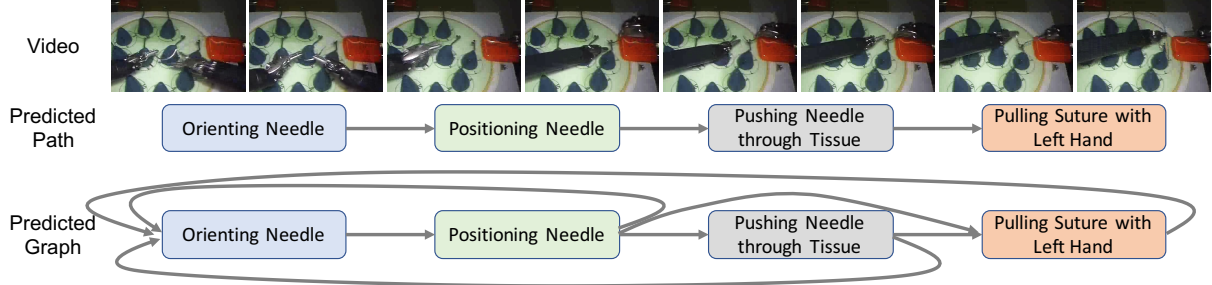 Video
Predicted
Path
Orienting Needle
Positioning Needle
Pushing Needle
through Tissue
Pulling Suture with
Left Hand
Predicted
Graph
Orienting Needle
Positioning Needle
Pushing Needle
through Tissue
Pulling Suture with
Left Hand